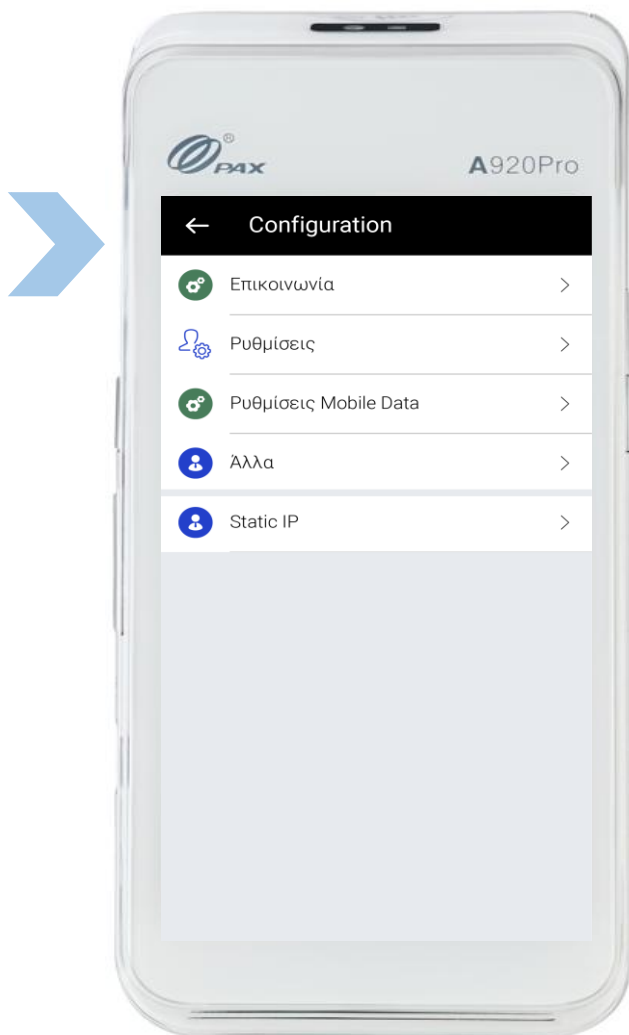 PAX®
A920Pro
Configuration
Επικοινωνία
Ρυθμίσεις
Ρυθμίσεις Mobile Data
Άλλα
Static IP